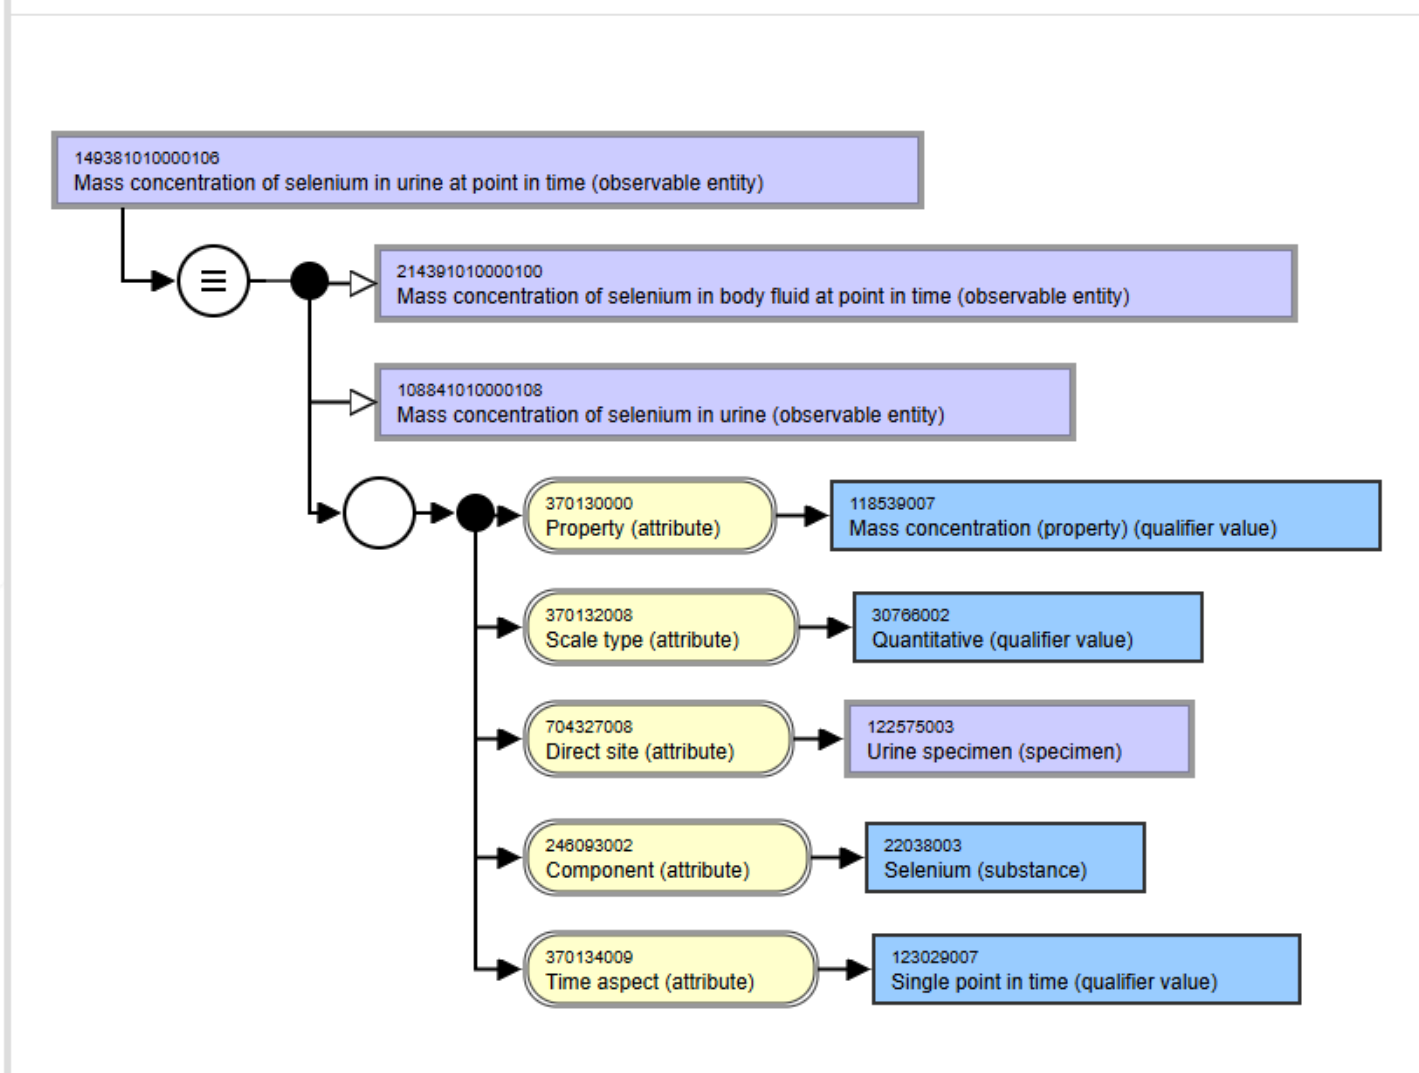 149381010000106
Mass concentration of selenium in urine at point in time (observable entity)
214391010000100
Mass concentration of selenium in body fluid at point in time (observable entity)
108841010000108
Mass concentration of selenium in urine (observable entity)
370130000
Property (attribute)
118539007
Mass concentration (property) (qualifier value)
370132008
Scale type (attribute)
30766002
Quantitative (qualifier value)
704327008
Direct site (attribute)
122575003
Urine specimen (specimen)
246093002
Component (attribute)
22038003
Selenium (substance)
370134009
Time aspect (attribute)
123029007
Single point in time (qualifier value)